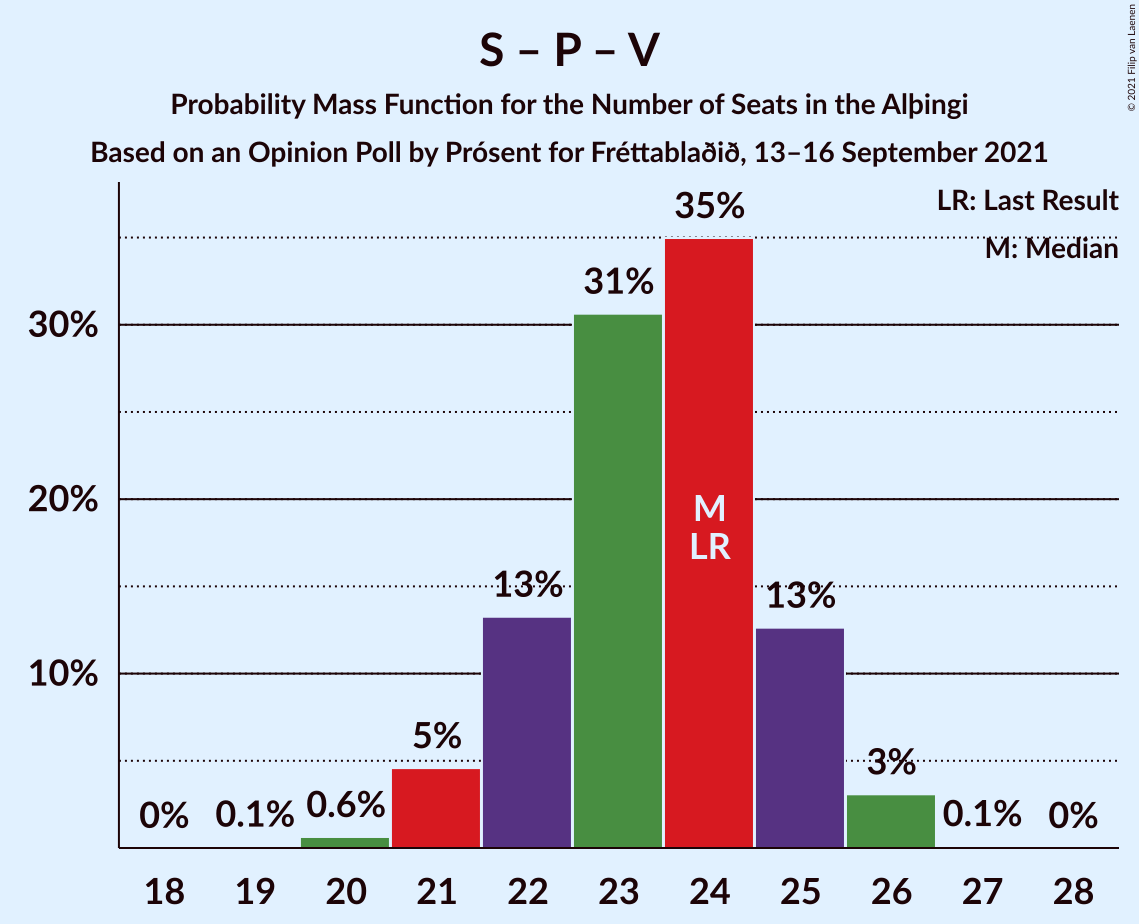 S – P – V
Probability Mass Function for the Number of Seats in the Alþingi
Based on an Opinion Poll by Prósent for Fréttablaðið, 13–16 September 2021
© 2021 Filip van Laenen
LR: Last Result
M: Median
35%
31%
30%
20%
M
LR
13%
13%
10%
5%
3%
0%
0.1%
0.6%
0.1%
0%
18 19 20 21 22 23 24 25 26 27 28